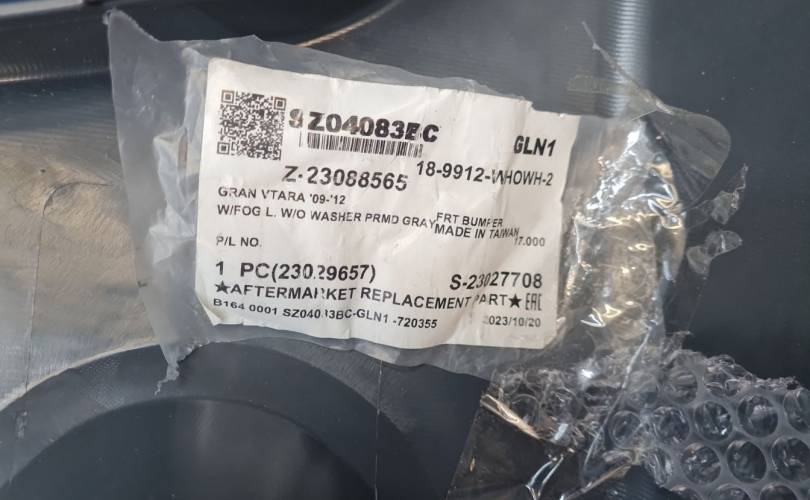 SZ04083BC GLN1
Z-23088565 18-9912-WHOWH-2
GRAN VTARA '09-'12
W/FOG L. W/O WASHER PRMD GRAY FRT BUMPER
MADE IN TAIWAN 17.000
P/L NO.
1 PC(23029657) S-23027708
★AFTERMARKET REPLACEMENT PART★ EAC
B164 0001 SZ04083BC-GLN1 -720355 2023/10/20